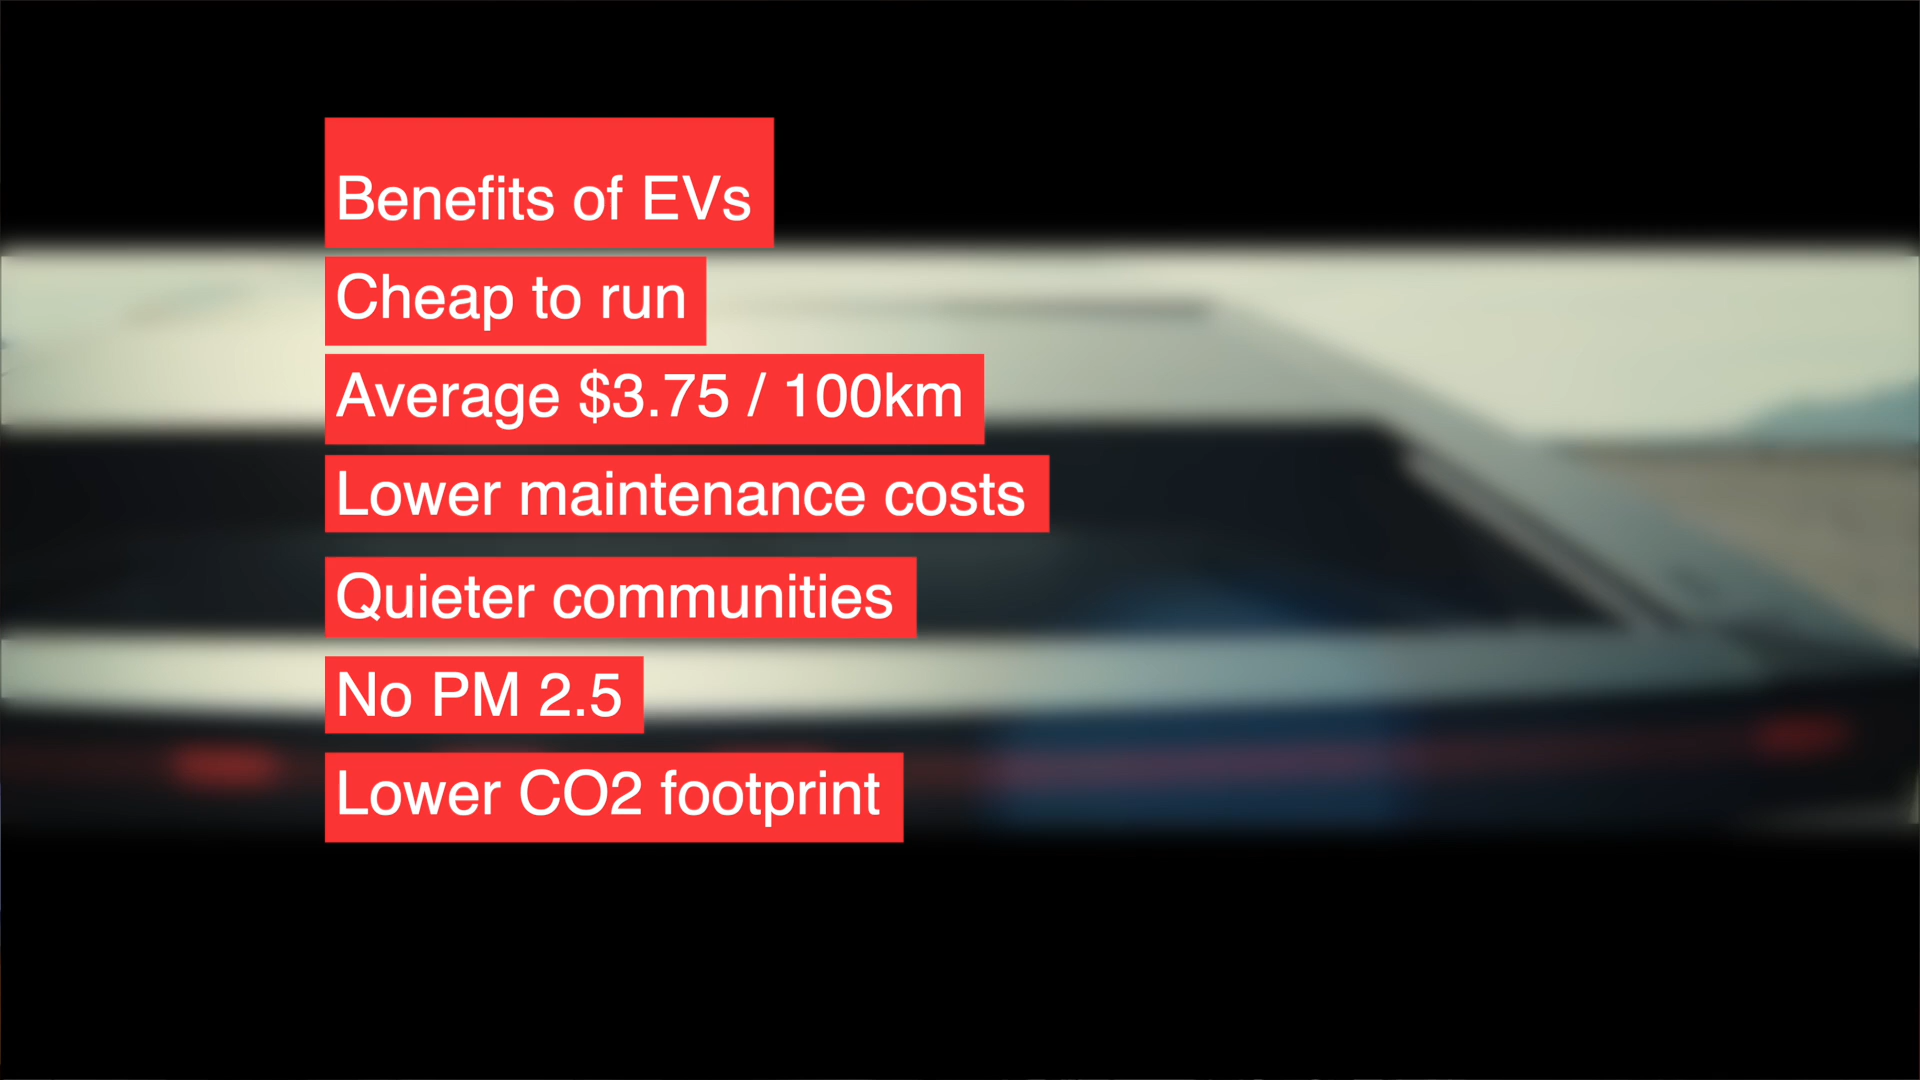 Benefits of EVs
Cheap to run
Average $3.75 / 100km
Lower maintenance costs
Quieter communities
No PM 2.5
Lower CO2 footprint